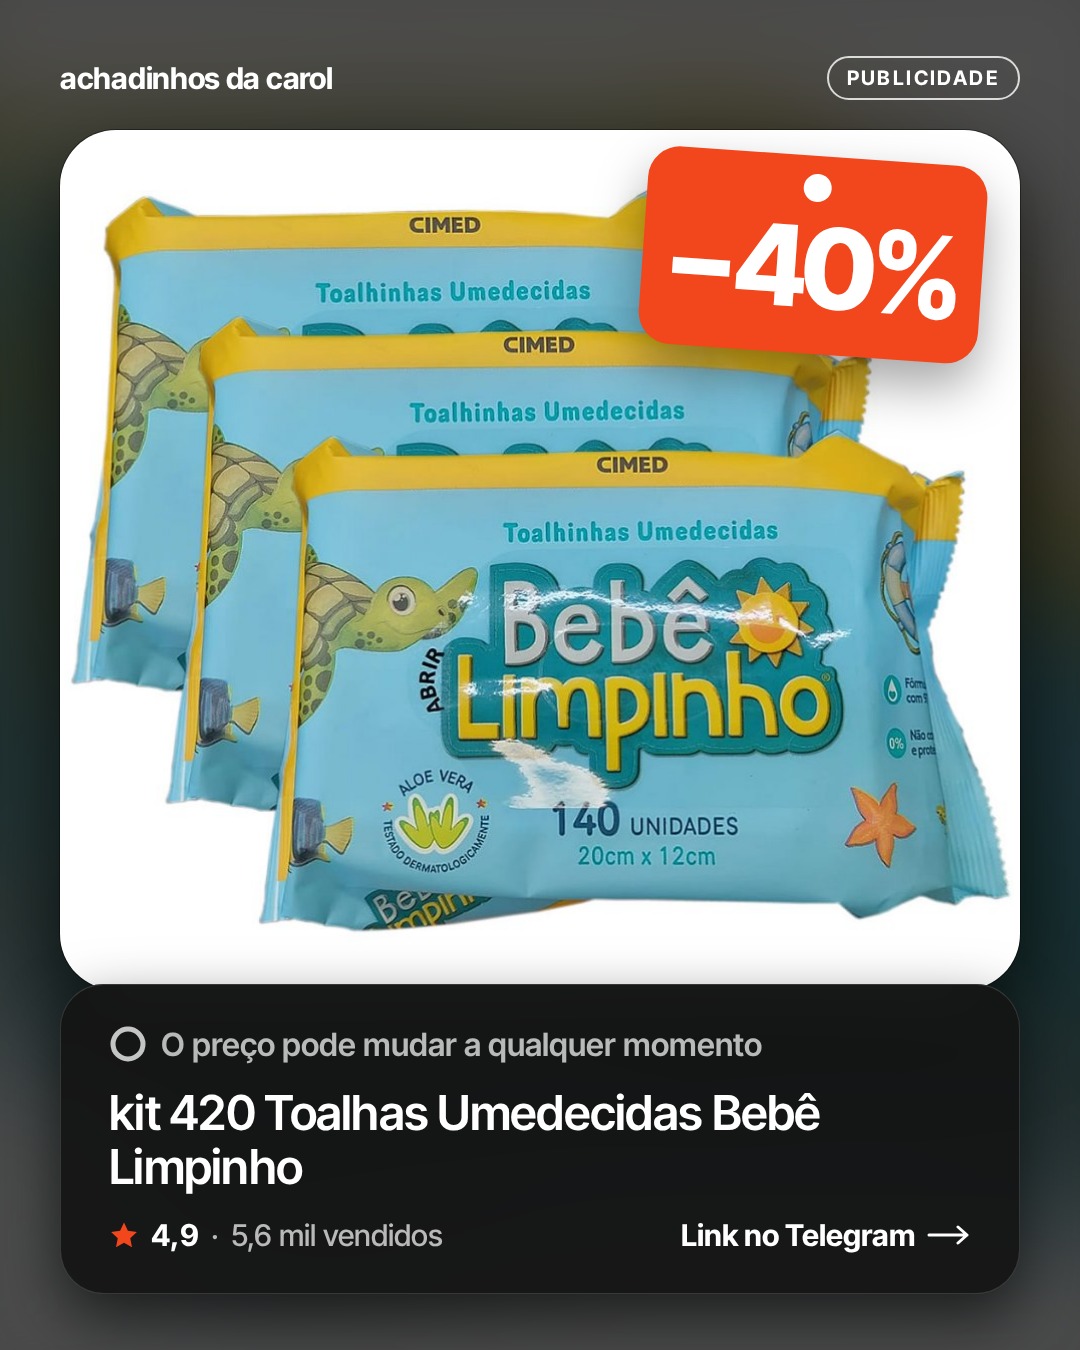 achadinhos da carol
PUBLICIDADE
-40%
CIMED
Toalhinhas Umedecidas
CIMED
Toalhinhas Umedecidas
CIMED
Toalhinhas Umedecidas
Bebê
Limpinho
ABRIR
ALOE VERA
TESTADO DERMATOLOGICAMENTE
140 UNIDADES
20cm x 12cm
0%
Não
O preço pode mudar a qualquer momento
kit 420 Toalhas Umedecidas Bebê
Limpinho
4,9 · 5,6 mil vendidos
Link no Telegram →